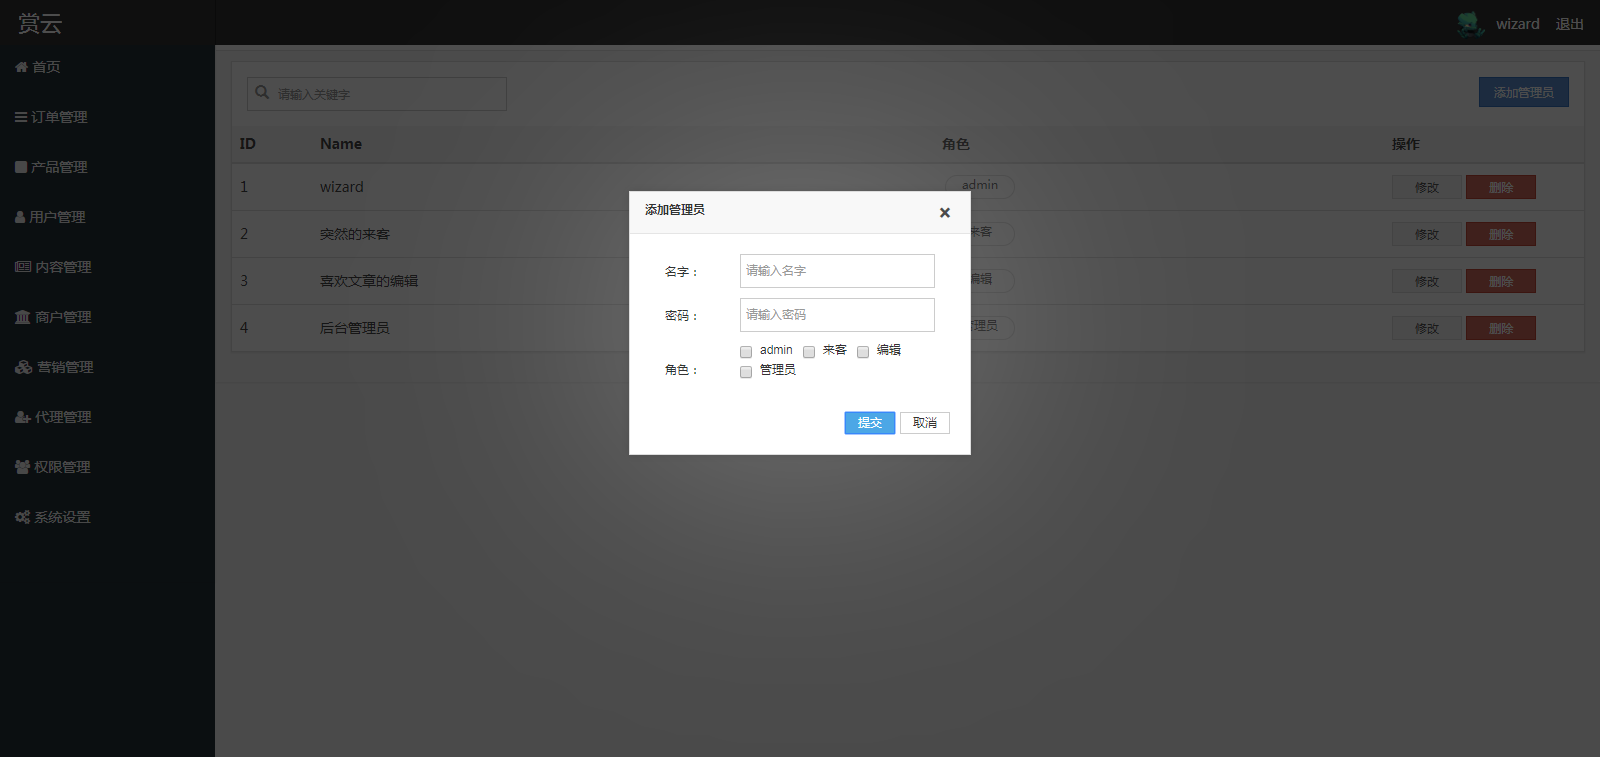 赏云
wizard 退出
首页
订单管理
产品管理
用户管理
内容管理
商户管理
营销管理
代理管理
权限管理
系统设置
请输入关键字
添加管理员
ID Name 角色 操作
1 wizard admin 修改 删除
2 突然的来客 来客 修改 删除
3 喜欢文章的编辑 编辑 修改 删除
4 后台管理员 理员 修改 删除
添加管理员
名字： 请输入名字
密码： 请输入密码
角色： admin 来客 编辑
管理员
提交 取消